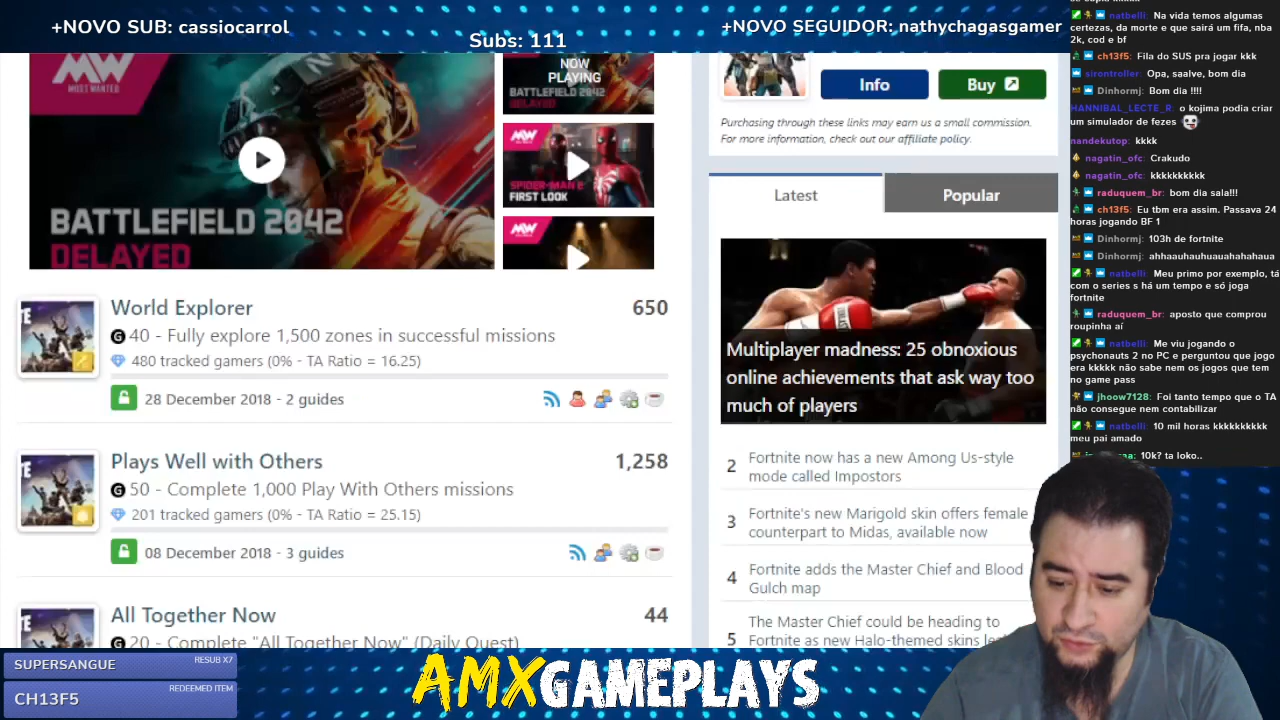 +NOVO SUB: cassiocarrol
Subs: 111
+NOVO SEGUIDOR: nathychagasgamer
MW
MOST WANTED
BATTLEFIELD 2042
DELAYED
NOW
PLAYING
BATTLEFIELD 2042
DELAYED
MW
SPIDER-MAN 2
FIRST LOOK
MW
World Explorer
650
G 40 - Fully explore 1,500 zones in successful missions
480 tracked gamers (0% - TA Ratio = 16.25)
28 December 2018 - 2 guides
Plays Well with Others
1,258
G 50 - Complete 1,000 Play With Others missions
201 tracked gamers (0% - TA Ratio = 25.15)
08 December 2018 - 3 guides
All Together Now
44
G 20 - Complete "All Together Now" (Daily Quest)
Info
Buy
Purchasing through these links may earn us a small commission.
For more information, check out our affiliate policy.
Latest
Popular
Multiplayer madness: 25 obnoxious
online achievements that ask way too
much of players
2
Fortnite now has a new Among Us-style
mode called Impostors
3
Fortnite's new Marigold skin offers female
counterpart to Midas, available now
4
Fortnite adds the Master Chief and Blood
Gulch map
5
The Master Chief could be heading to
Fortnite as new Halo-themed skins
natbelli: Na vida temos algumas
certezas, da morte e que sairá um fifa, nba
2k, cod e bf
ch13f5: Fila do SUS pra jogar kkk
sirontroller: Opa, saalve, bom dia
Dinhormj: Bom dia !!!!
HANNIBAL_LECTE_R: o kojima podia criar
um simulador de fezes
nandekutop: kkkk
nagatin_ofc: Crakudo
nagatin_ofc: kkkkkkkkkk
raduquem_br: bom dia sala!!!
ch13f5: Eu tbm era assim. Passava 24
horas jogando BF 1
Dinhormj: 103h de fortnite
Dinhormj: ahhaauhauhuauahahahaua
natbelli: Meu primo por exemplo, tá
com o series s há um tempo e só joga
fortnite
raduquem_br: aposto que comprou
roupinha aí
natbelli: Me viu jogando o
psychonauts 2 no PC e perguntou que jogo
era kkkkk não sabe nem os jogos que tem
no game pass
jhoow7128: Foi tanto tempo que o TA
não consegue nem contabilizar
natbelli: 10 mil horas kkkkkkkkkk
meu pai amado
10k? ta loko..
SUPERSANGUE
RESUB X7
CH13F5
REDEEMED ITEM
AMXGAMEPLAYS